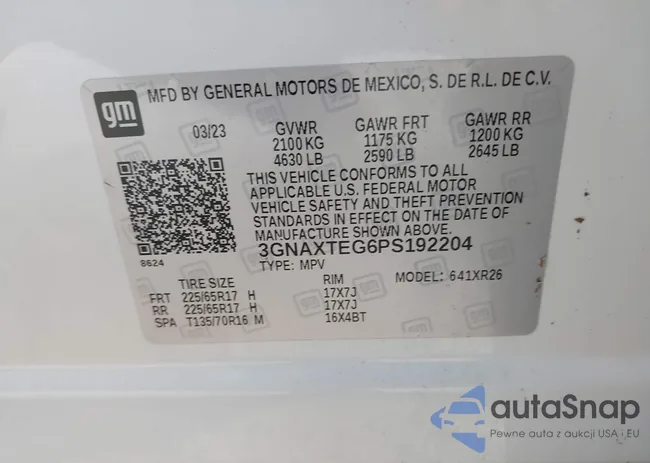 gm
MFD BY GENERAL MOTORS DE MEXICO, S. DE R.L. DE C.V.
03/23 GVWR GAWR FRT GAWR RR
2100 KG 1175 KG 1200 KG
4630 LB 2590 LB 2645 LB
THIS VEHICLE CONFORMS TO ALL
APPLICABLE U.S. FEDERAL MOTOR
VEHICLE SAFETY AND THEFT PREVENTION
STANDARDS IN EFFECT ON THE DATE OF
MANUFACTURE SHOWN ABOVE.
8624
3GNAXTEG6PS192204
TYPE: MPV MODEL: 641XR26
TIRE SIZE RIM
FRT 225/65R17 H 17X7J
RR 225/65R17 H 17X7J
SPA T135/70R16 M 16X4BT
autaSnap
Pewne auta z aukcji USA i EU